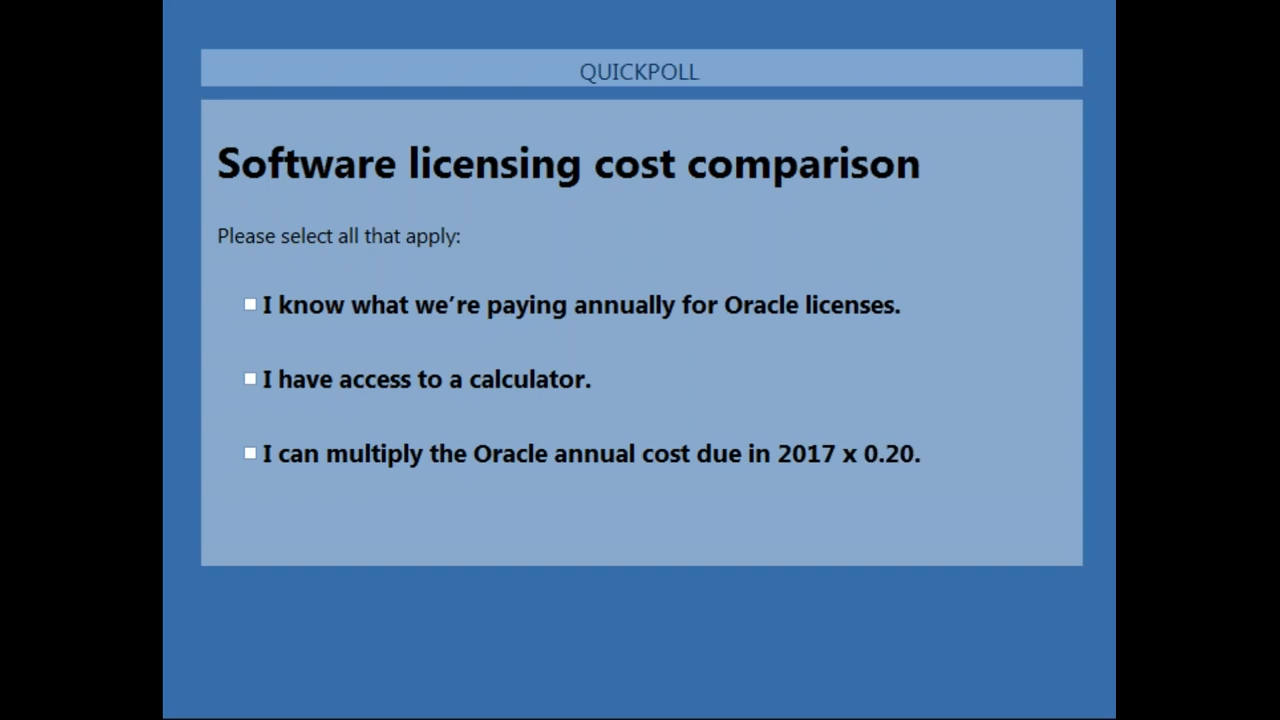 QUICKPOLL
Software licensing cost comparison
Please select all that apply:
I know what we’re paying annually for Oracle licenses.
I have access to a calculator.
I can multiply the Oracle annual cost due in 2017 x 0.20.